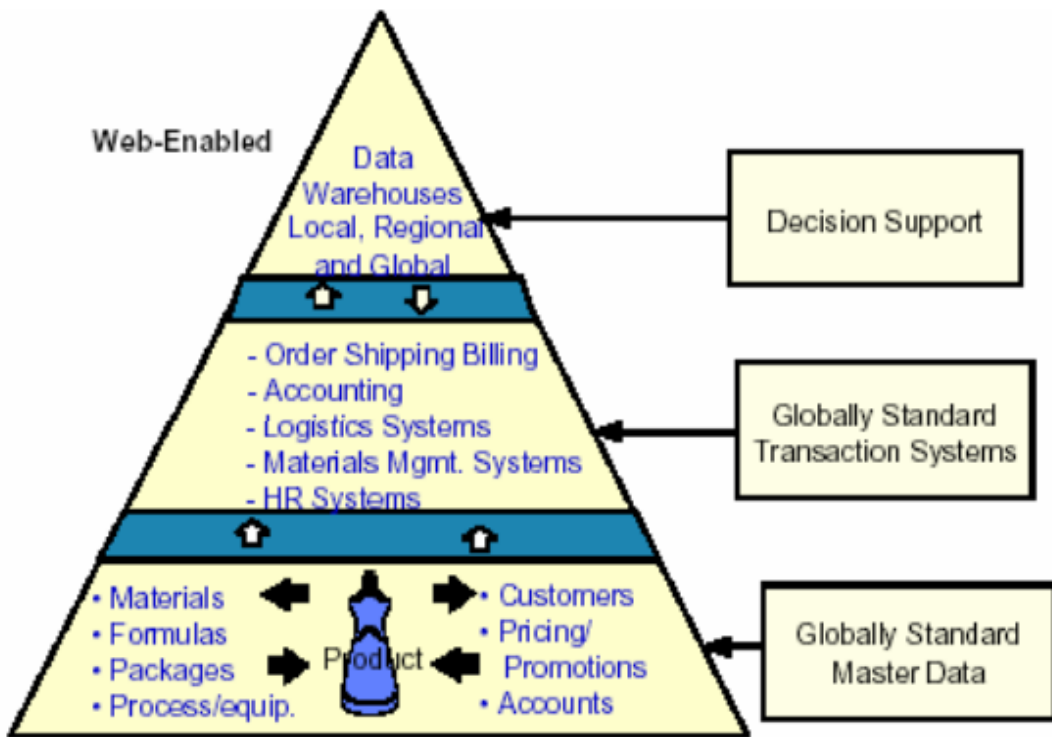 Web-Enabled
Data
Warehouses
Local, Regional
and Global
Decision Support
- Order Shipping Billing
- Accounting
- Logistics Systems
- Materials Mgmt. Systems
- HR Systems
Globally Standard
Transaction Systems
• Materials
• Formulas
• Packages
• Process/equip.
Product
• Customers
• Pricing/
Promotions
• Accounts
Globally Standard
Master Data